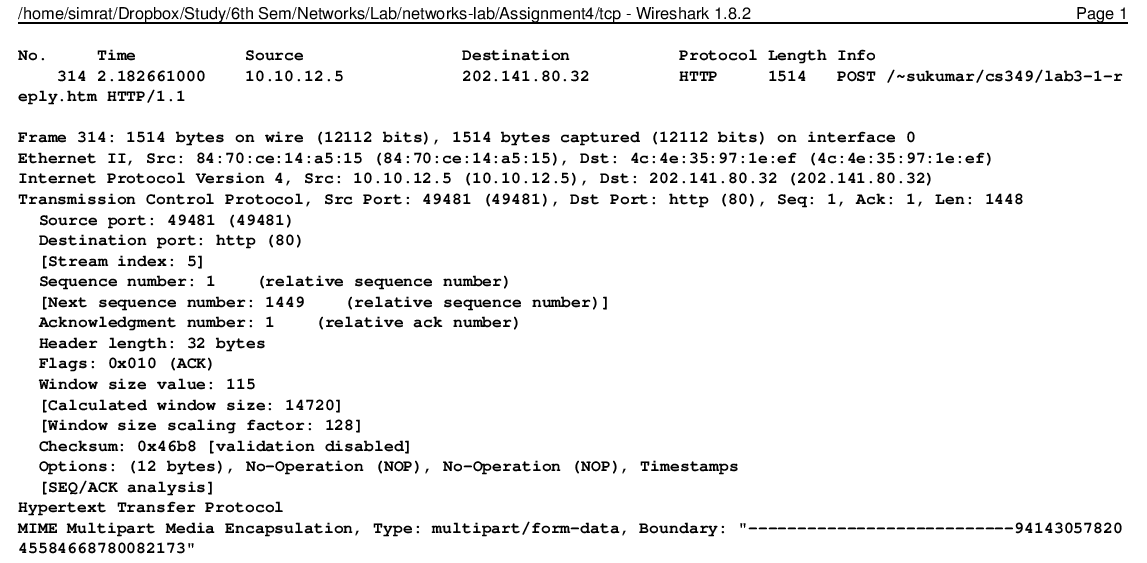 /home/simrat/Dropbox/Study/6th Sem/Networks/Lab/networks-lab/Assignment4/tcp - Wireshark 1.8.2 Page 1
No. Time Source Destination Protocol Length Info
314 2.182661000 10.10.12.5 202.141.80.32 HTTP 1514 POST /~sukumar/cs349/lab3-1-r
eply.htm HTTP/1.1
Frame 314: 1514 bytes on wire (12112 bits), 1514 bytes captured (12112 bits) on interface 0
Ethernet II, Src: 84:70:ce:14:a5:15 (84:70:ce:14:a5:15), Dst: 4c:4e:35:97:1e:ef (4c:4e:35:97:1e:ef)
Internet Protocol Version 4, Src: 10.10.12.5 (10.10.12.5), Dst: 202.141.80.32 (202.141.80.32)
Transmission Control Protocol, Src Port: 49481 (49481), Dst Port: http (80), Seq: 1, Ack: 1, Len: 1448
Source port: 49481 (49481)
Destination port: http (80)
[Stream index: 5]
Sequence number: 1 (relative sequence number)
[Next sequence number: 1449 (relative sequence number)]
Acknowledgment number: 1 (relative ack number)
Header length: 32 bytes
Flags: 0x010 (ACK)
Window size value: 115
[Calculated window size: 14720]
[Window size scaling factor: 128]
Checksum: 0x46b8 [validation disabled]
Options: (12 bytes), No-Operation (NOP), No-Operation (NOP), Timestamps
[SEQ/ACK analysis]
Hypertext Transfer Protocol
MIME Multipart Media Encapsulation, Type: multipart/form-data, Boundary: "---------------------------94143057820
45584668780082173"